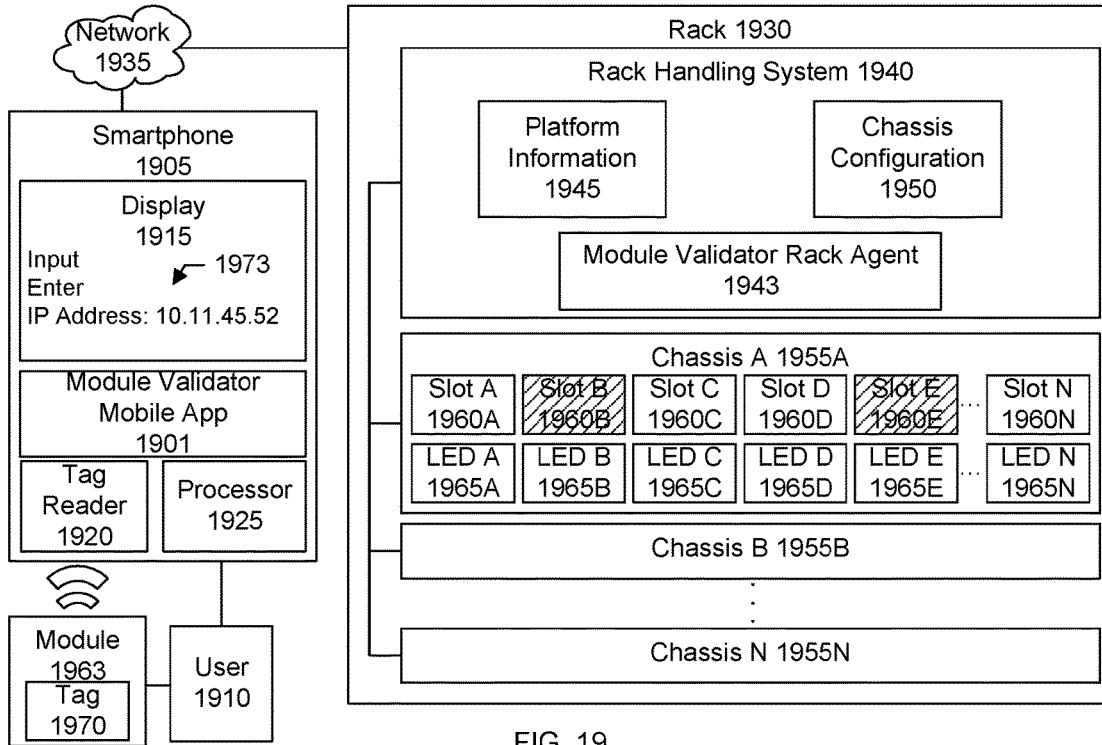 Network
1935
Smartphone
1905
Display
1915
Input
1973
Enter
IP Address: 10.11.45.52
Module Validator
Mobile App
1901
Tag
Reader
1920
Processor
1925
Module
1963
Tag
1970
User
1910
Rack 1930
Rack Handling System 1940
Platform
Information
1945
Chassis
Configuration
1950
Module Validator Rack Agent
1943
Chassis A 1955A
Slot A
1960A
Slot B
1960B
Slot C
1960C
Slot D
1960D
Slot E
1960E
...
Slot N
1960N
LED A
1965A
LED B
1965B
LED C
1965C
LED D
1965D
LED E
1965E
...
LED N
1965N
Chassis B 1955B
Chassis N 1955N
FIG. 19